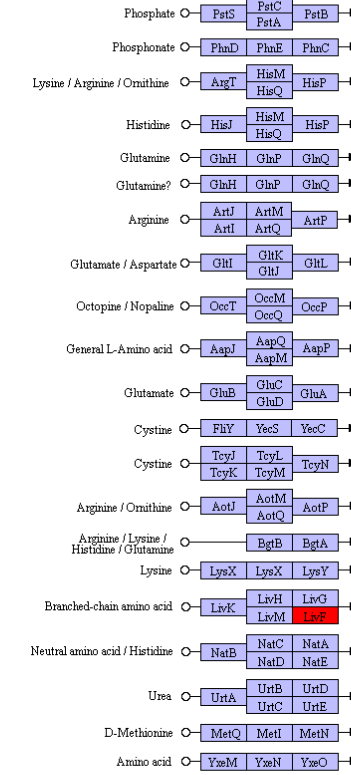 PstC
Phosphate PstS PstB
PstA
Phosphonate PhnD PhnE PhnC
HisM
Lysine / Arginine / Ornithine ArgT HisP
HisQ
HisM
Histidine HisJ HisP
HisQ
Glutamine GlnH GlnP GlnQ
Glutamine? GlnH GlnP GlnQ
ArtJ ArtM
Arginine ArtP
ArtI ArtQ
GltK
Glutamate / Aspartate GltI GltL
GltJ
OccM
Octopine / Nopaline OccT OccP
OccQ
AapQ
General L-Amino acid AapJ AapP
AapM
GluC
Glutamate GluB GluA
GluD
Cystine FliY YecS YecC
TcyJ TcyL
Cystine TcyN
TcyK TcyM
AotM
Arginine / Ornithine AotJ AotP
AotQ
Arginine / Lysine /
Histidine / Glutamine BgtB BgtA
Lysine LysX LysX LysY
LivH LivG
Branched-chain amino acid LivK
LivM LivF
NatC NatA
Neutral amino acid / Histidine NatB
NatD NatE
UrtB UrtD
Urea UrtA
UrtC UrtE
D-Methionine MetQ MetI MetN
Amino acid YxeM YxeN YxeO